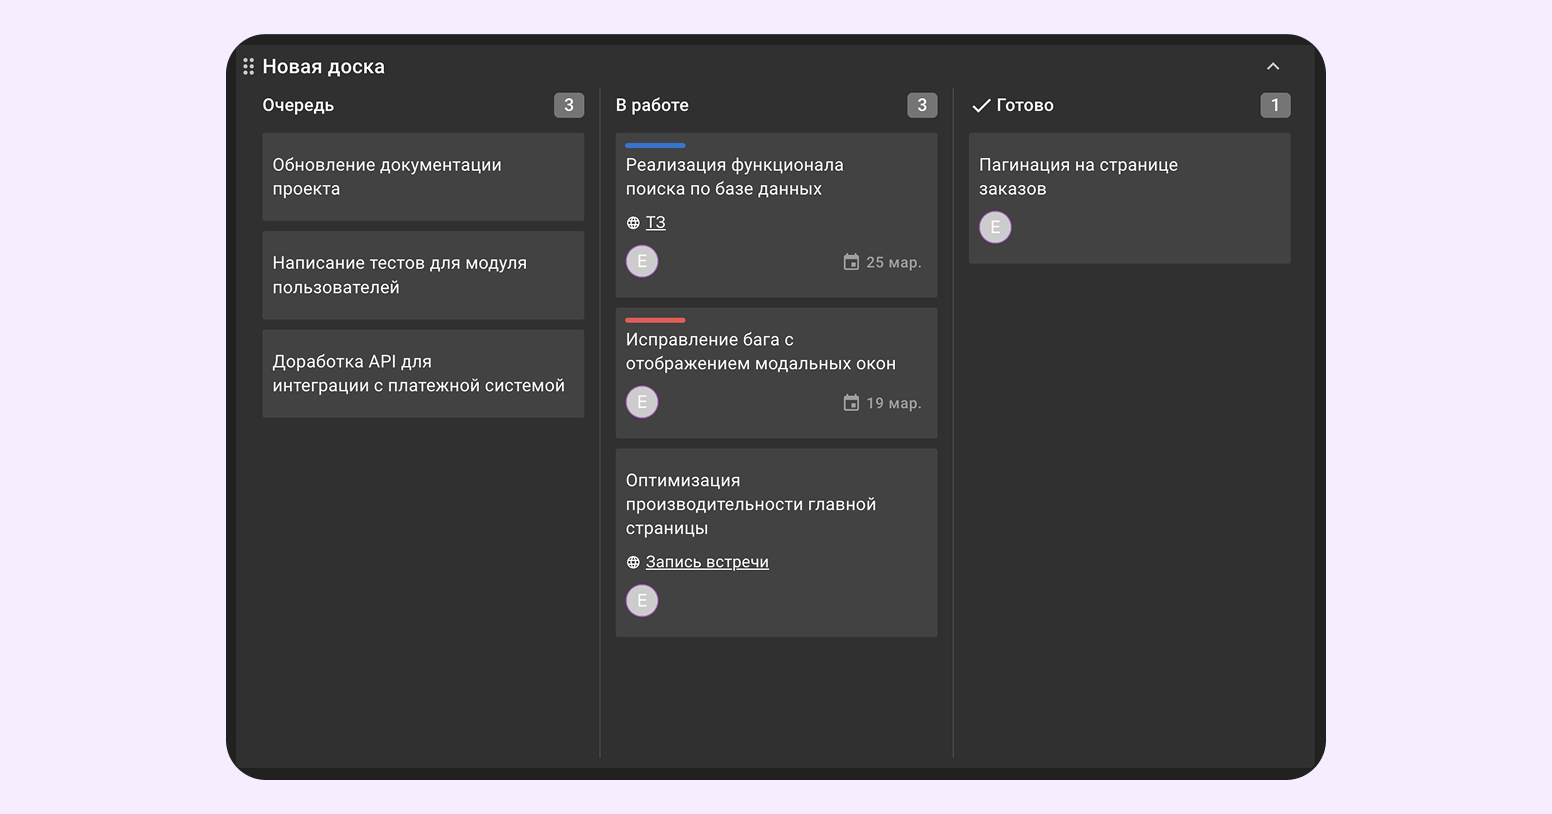 Новая доска
Очередь 3
Обновление документации
проекта
Написание тестов для модуля
пользователей
Доработка API для
интеграции с платежной системой
В работе 3
Реализация функционала
поиска по базе данных
ТЗ
E
25 мар.
Исправление бага с
отображением модальных окон
E
19 мар.
Оптимизация
производительности главной
страницы
Запись встречи
E
Готово 1
Пагинация на странице
заказов
E